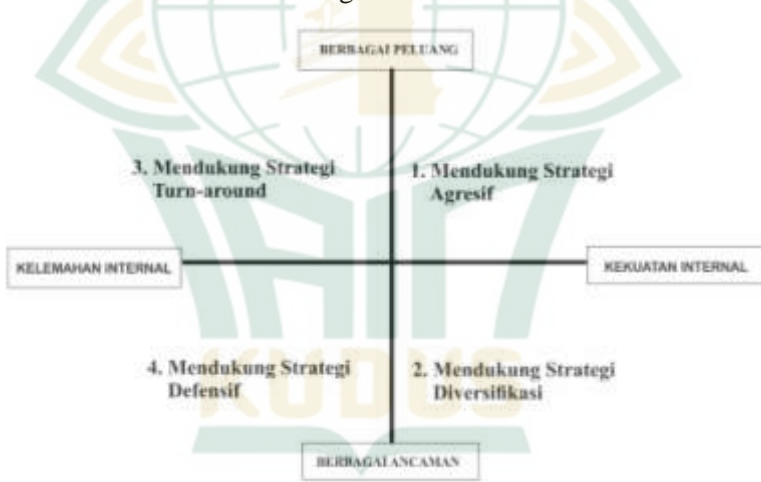 BERBAGAI PELUANG
3. Mendukung Strategi
Turn-around
1. Mendukung Strategi
Agresif
KELEMAHAN INTERNAL
KEKUATAN INTERNAL
4. Mendukung Strategi
Defensif
2. Mendukung Strategi
Diversifikasi
KUDUS
BERBAGAI ANCAMAN